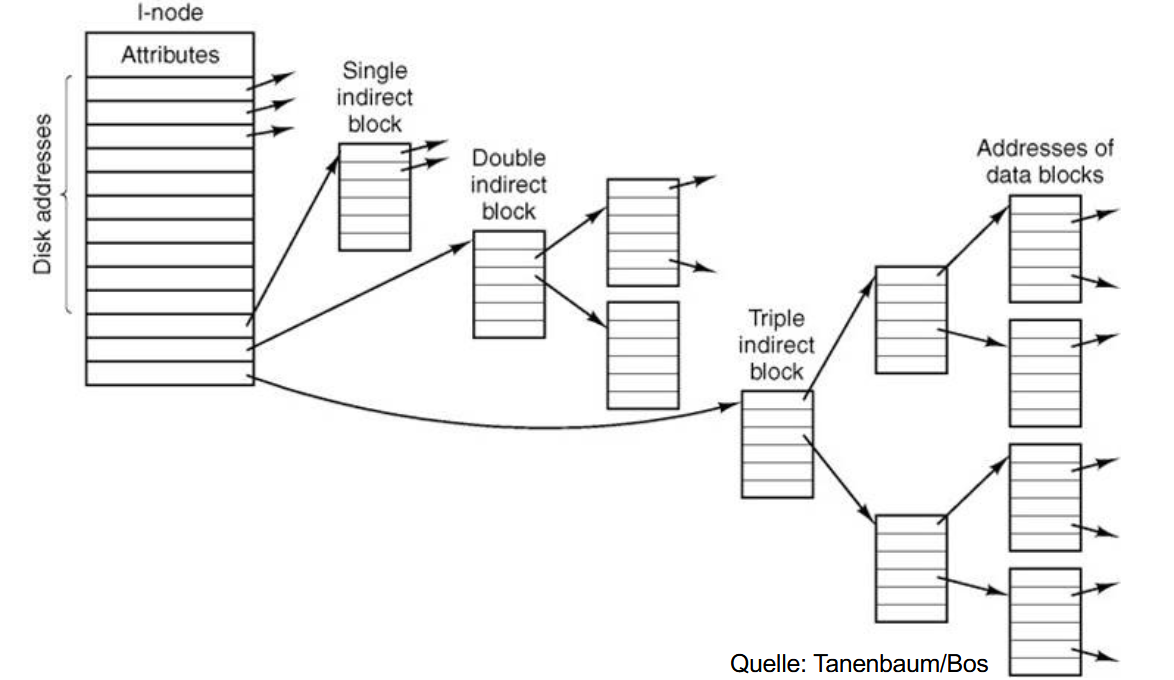 I-node
Attributes
Disk addresses
Single
indirect
block
Double
indirect
block
Triple
indirect
block
Addresses of
data blocks
Quelle: Tanenbaum/Bos